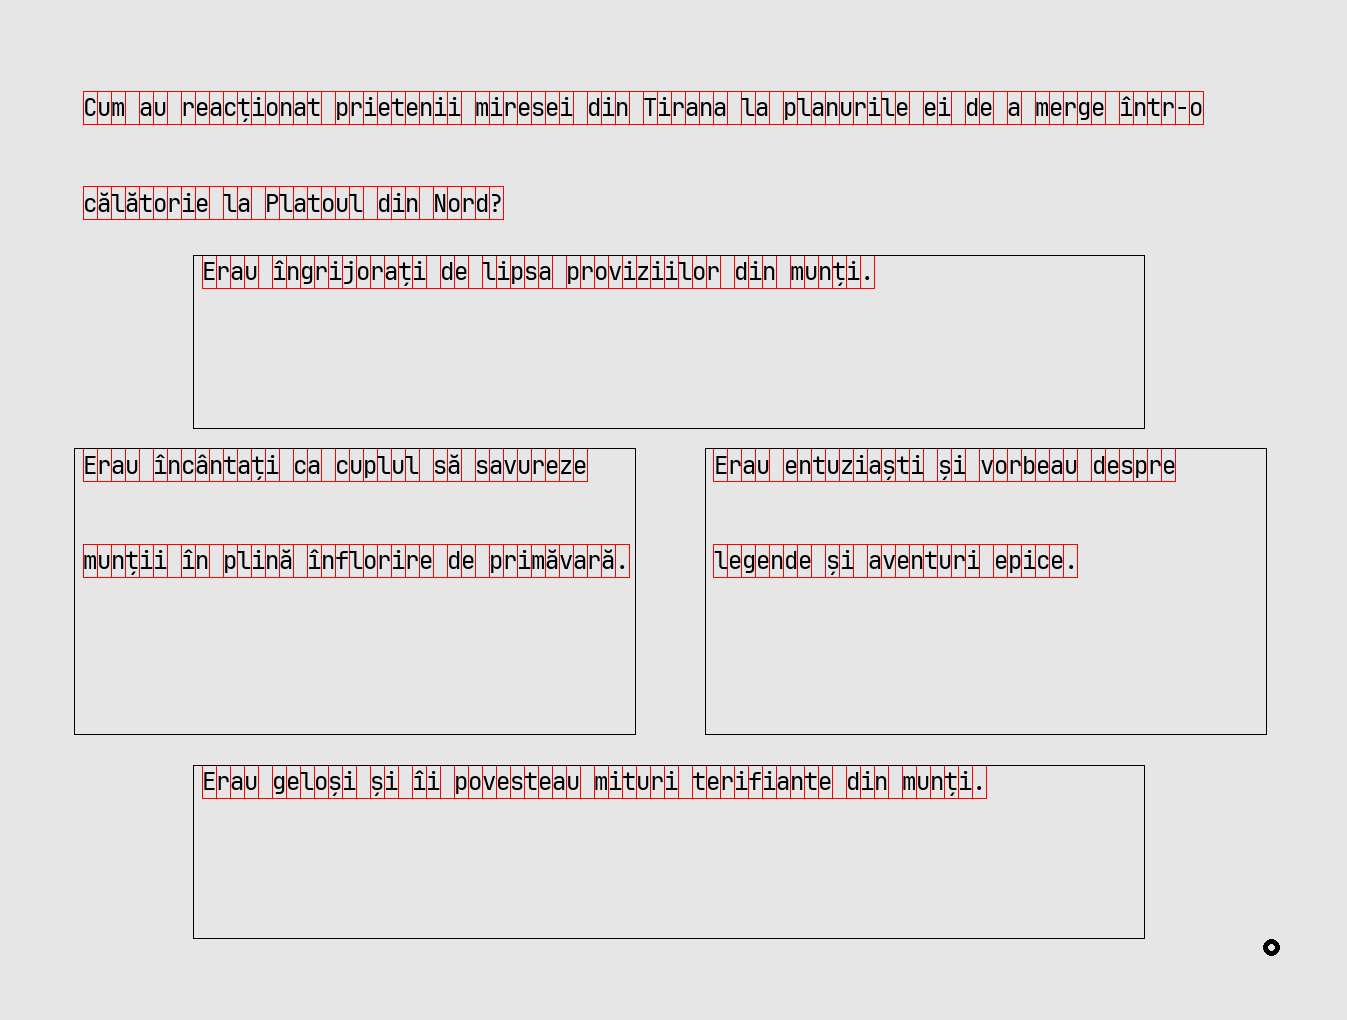 Cum au reacționat prietenii miresei din Tirana la planurile ei de a merge într-o
călătorie la Platoul din Nord?
Erau îngrijorați de lipsa proviziilor din munți.
Erau încântați ca cuplul să savureze
munții în plină înflorire de primăvară.
Erau entuziaști și vorbeau despre
legende și aventuri epice.
Erau geloși și îi povesteau mituri terifiante din munți.